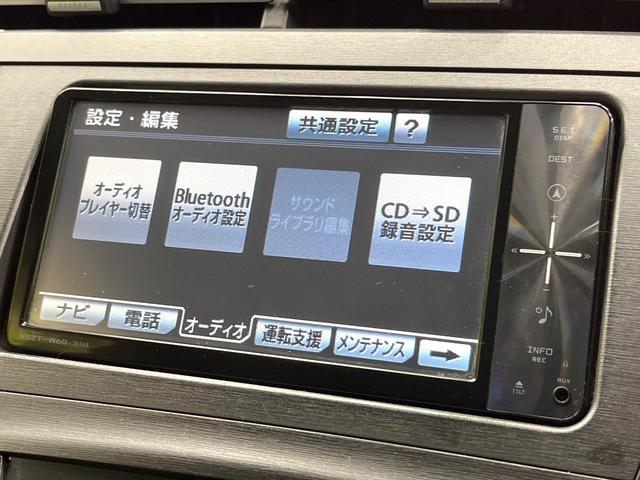 設定・編集
共通設定
?
オーディオ
プレイヤー切替
Bluetooth
オーディオ設定
サウンド
ライブラリ編集
CD⇒SD
録音設定
ナビ
電話
オーディオ
運転支援
メンテナンス
→
NSZT-W60
SET
DISP
DEST
+
«
»
−
INFO
REC
TILT
AUX